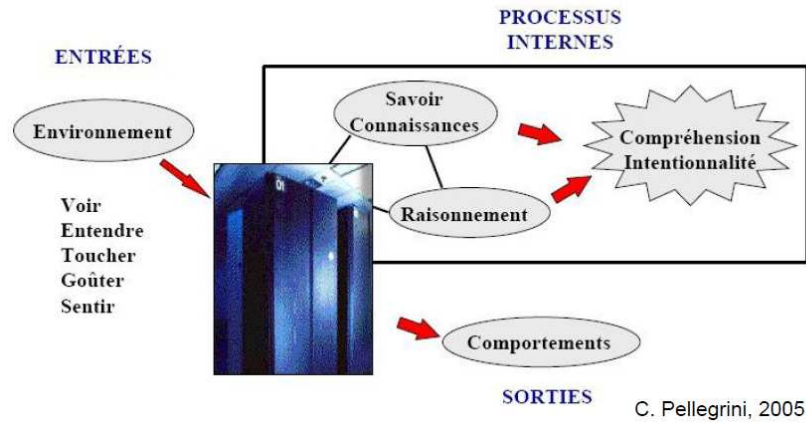 PROCESSUS
INTERNES
ENTRÉES
Environnement
Savoir
Connaissances
Compréhension
Intentionnalité
Raisonnement
Voir
Entendre
Toucher
Goûter
Sentir
Comportements
SORTIES
C. Pellegrini, 2005